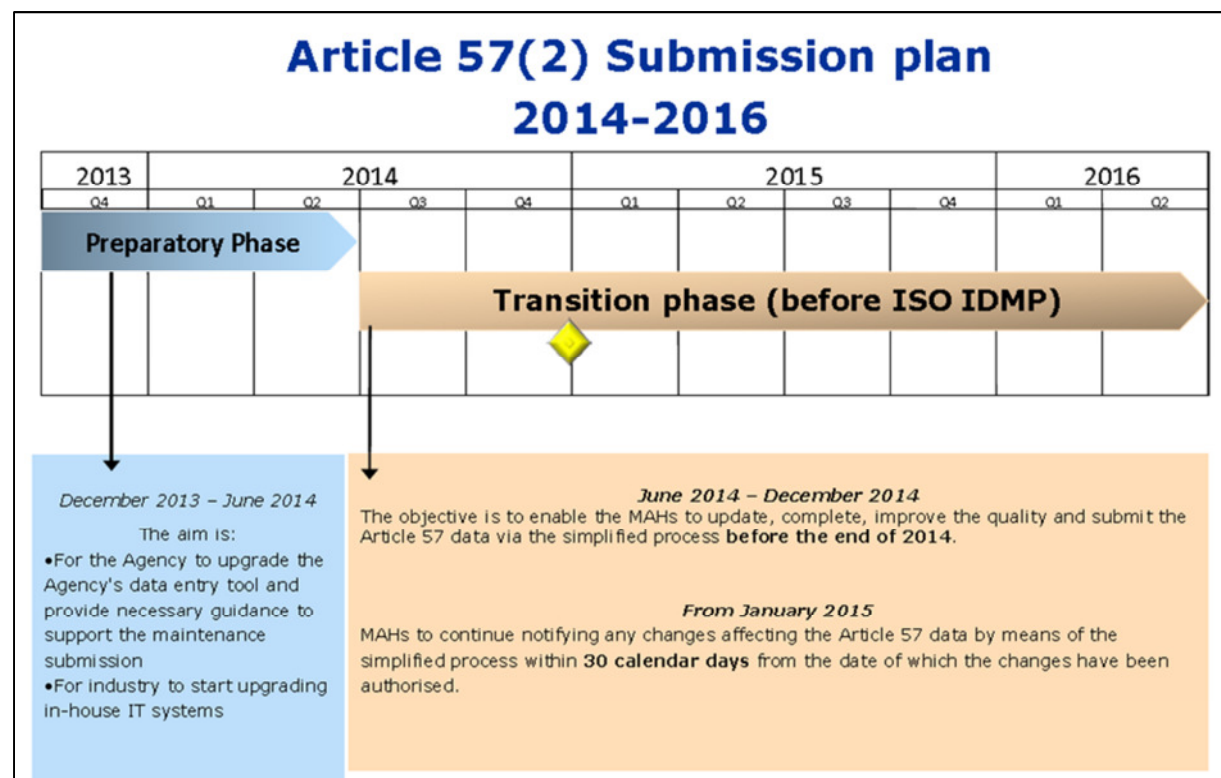 Article 57(2) Submission plan
2014-2016
2013 2014 2015 2016
Q4 Q1 Q2 Q3 Q4 Q1 Q2 Q3 Q4 Q1 Q2
Preparatory Phase
Transition phase (before ISO IDMP)
December 2013 – June 2014
The aim is:
•For the Agency to upgrade the
Agency's data entry tool and
provide necessary guidance to
support the maintenance
submission
•For industry to start upgrading
in-house IT systems
June 2014 – December 2014
The objective is to enable the MAHs to update, complete, improve the quality and submit the
Article 57 data via the simplified process before the end of 2014.
From January 2015
MAHs to continue notifying any changes affecting the Article 57 data by means of the
simplified process within 30 calendar days from the date of which the changes have been
authorised.